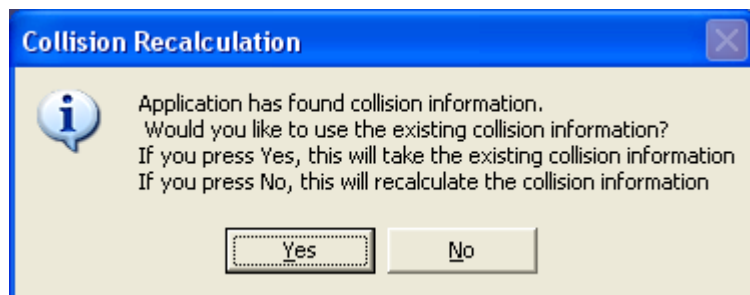 Collision Recalculation
Application has found collision information.
Would you like to use the existing collision information?
If you press Yes, this will take the existing collision information
If you press No, this will recalculate the collision information
Yes No